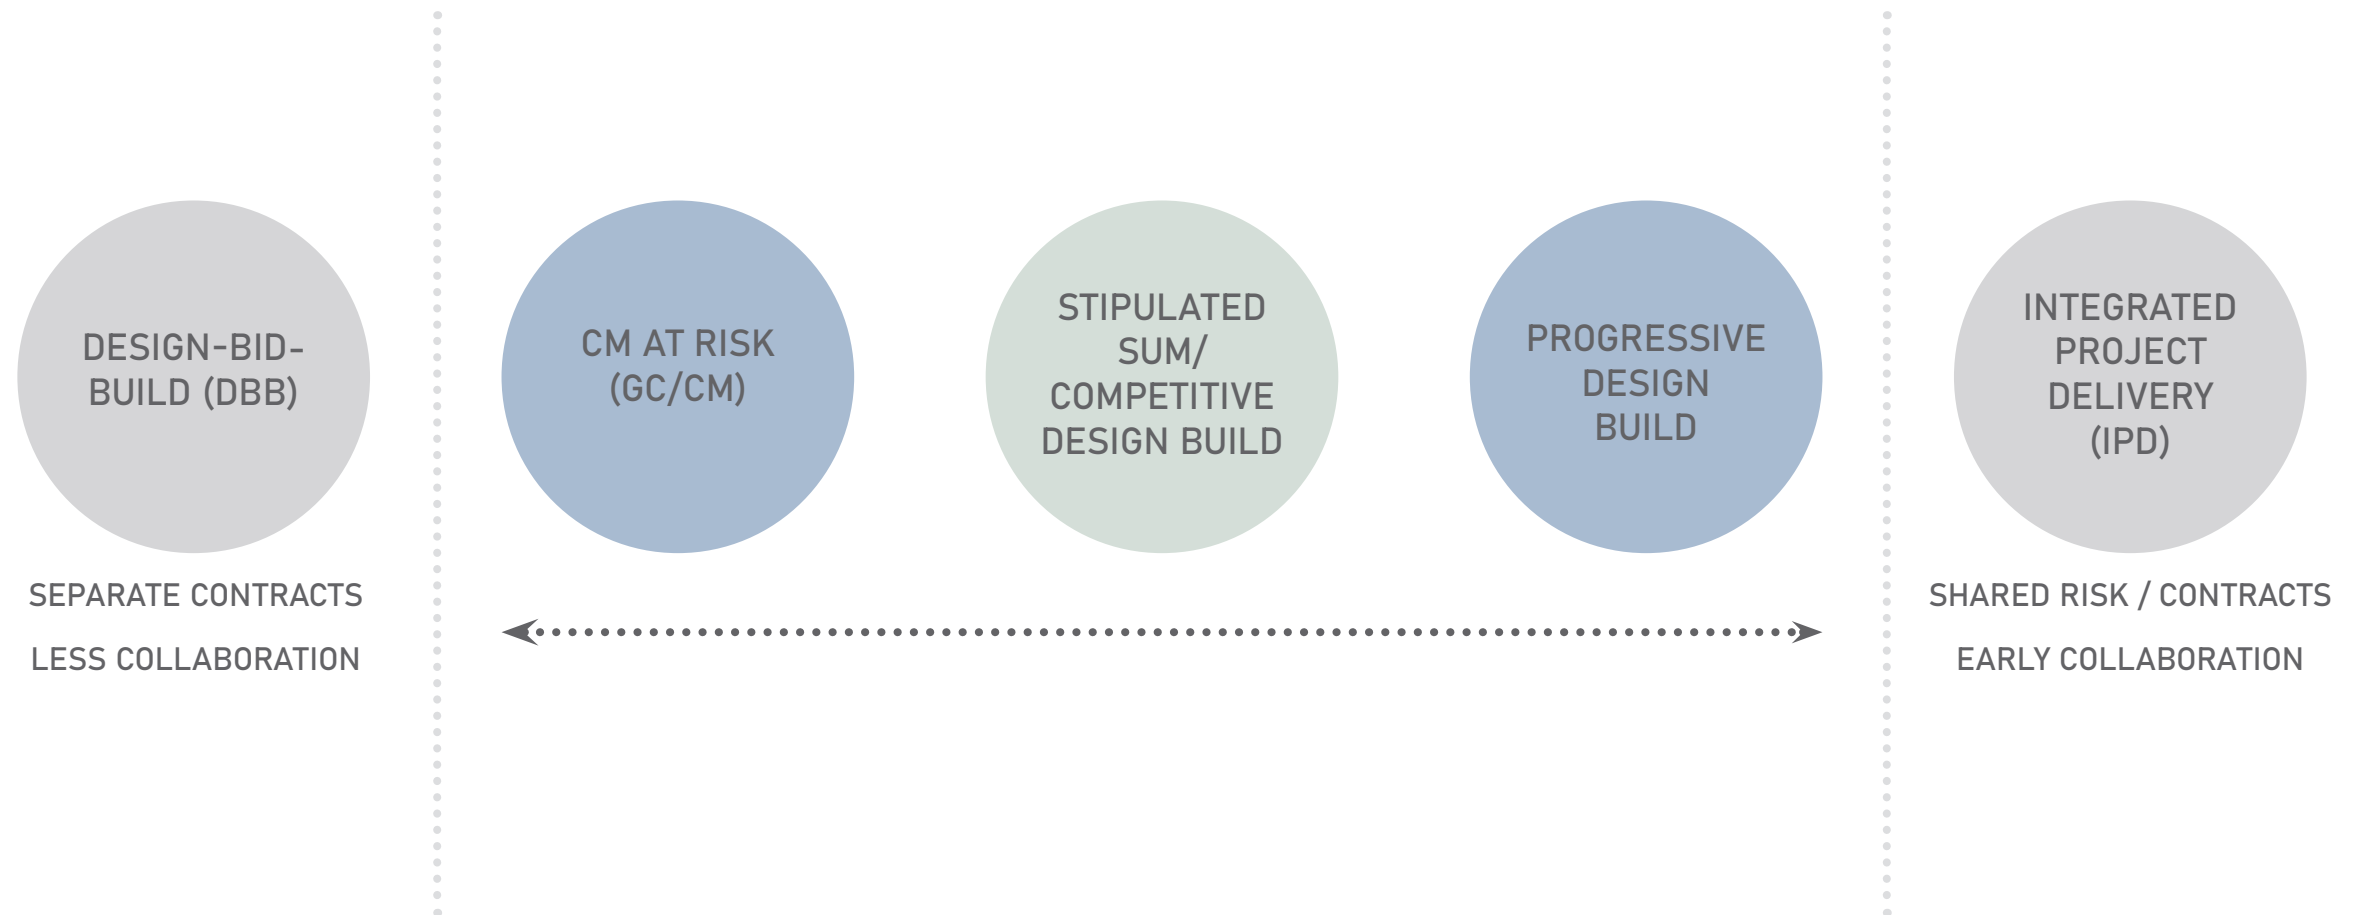 DESIGN-BID-
BUILD (DBB)
SEPARATE CONTRACTS
LESS COLLABORATION
CM AT RISK
(GC/CM)
STIPULATED
SUM/
COMPETITIVE
DESIGN BUILD
PROGRESSIVE
DESIGN
BUILD
INTEGRATED
PROJECT
DELIVERY
(IPD)
SHARED RISK / CONTRACTS
EARLY COLLABORATION